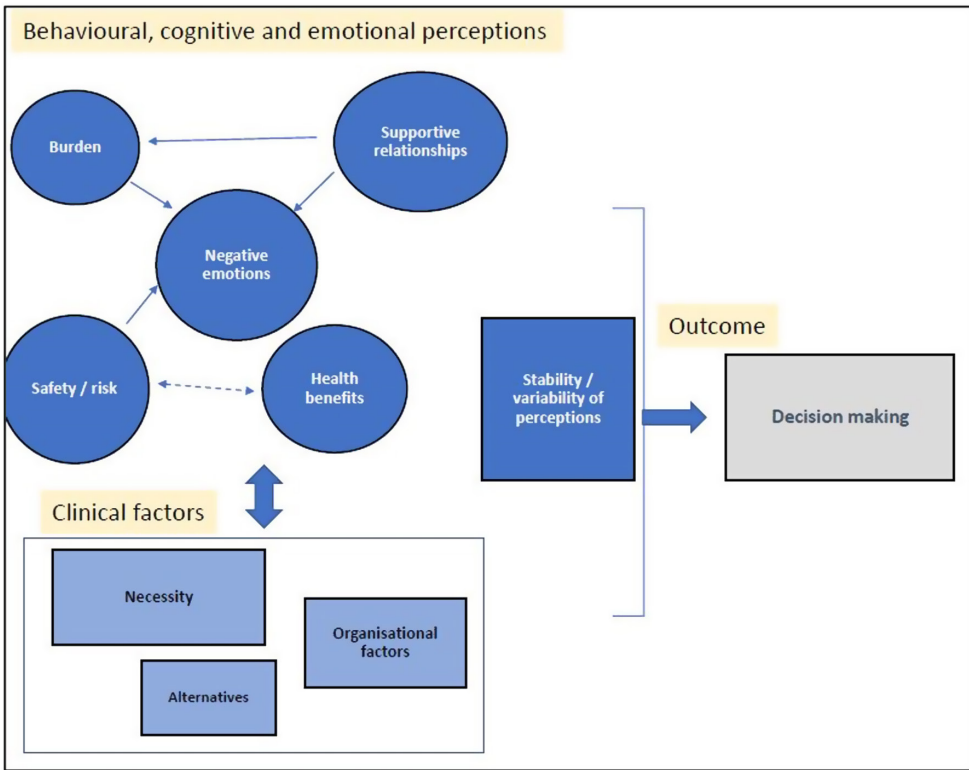 Behavioural, cognitive and emotional perceptions
Burden
Supportive
relationships
Negative
emotions
Safety / risk
Health
benefits
Stability /
variability of
perceptions
Outcome
Decision making
Clinical factors
Necessity
Organisational
factors
Alternatives